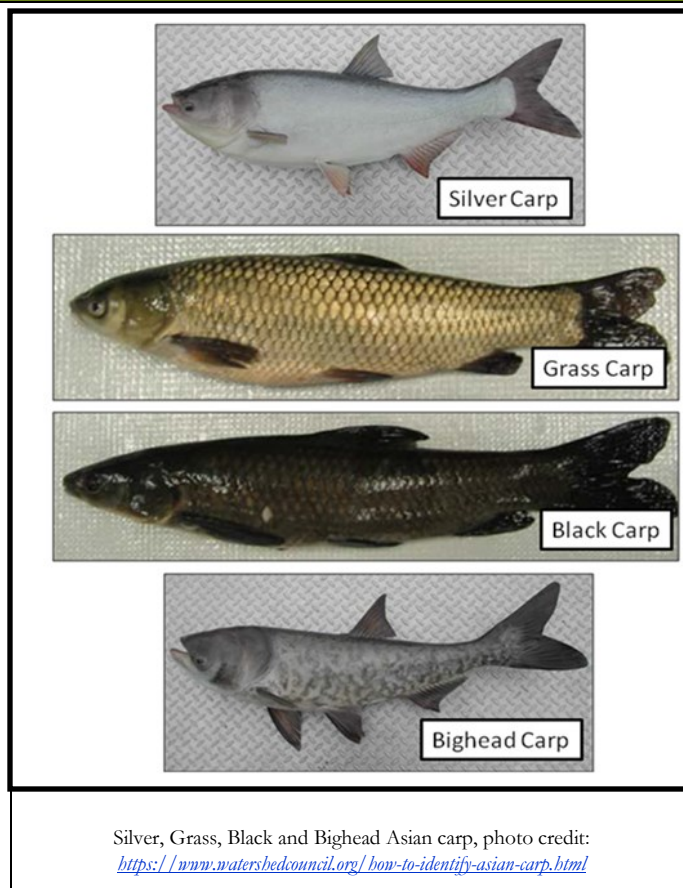 Silver Carp
Grass Carp
Black Carp
Bighead Carp
Silver, Grass, Black and Bighead Asian carp, photo credit:
https://www.watershedcouncil.org/how-to-identify-asian-carp.html